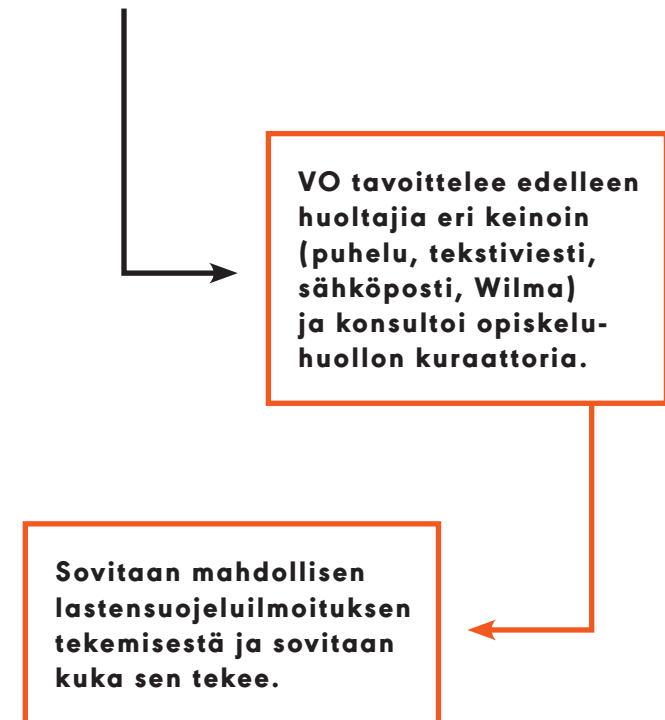 VO tavoittelee edelleen
huoltajia eri keinoin
(puhelu, tekstiviesti,
sähköposti, Wilma)
ja konsultoi opiskelu-
huollon kuraattoria.
Sovitaan mahdollisen
lastensuojeluilmoituksen
tekemisestä ja sovitaan
kuka sen tekee.